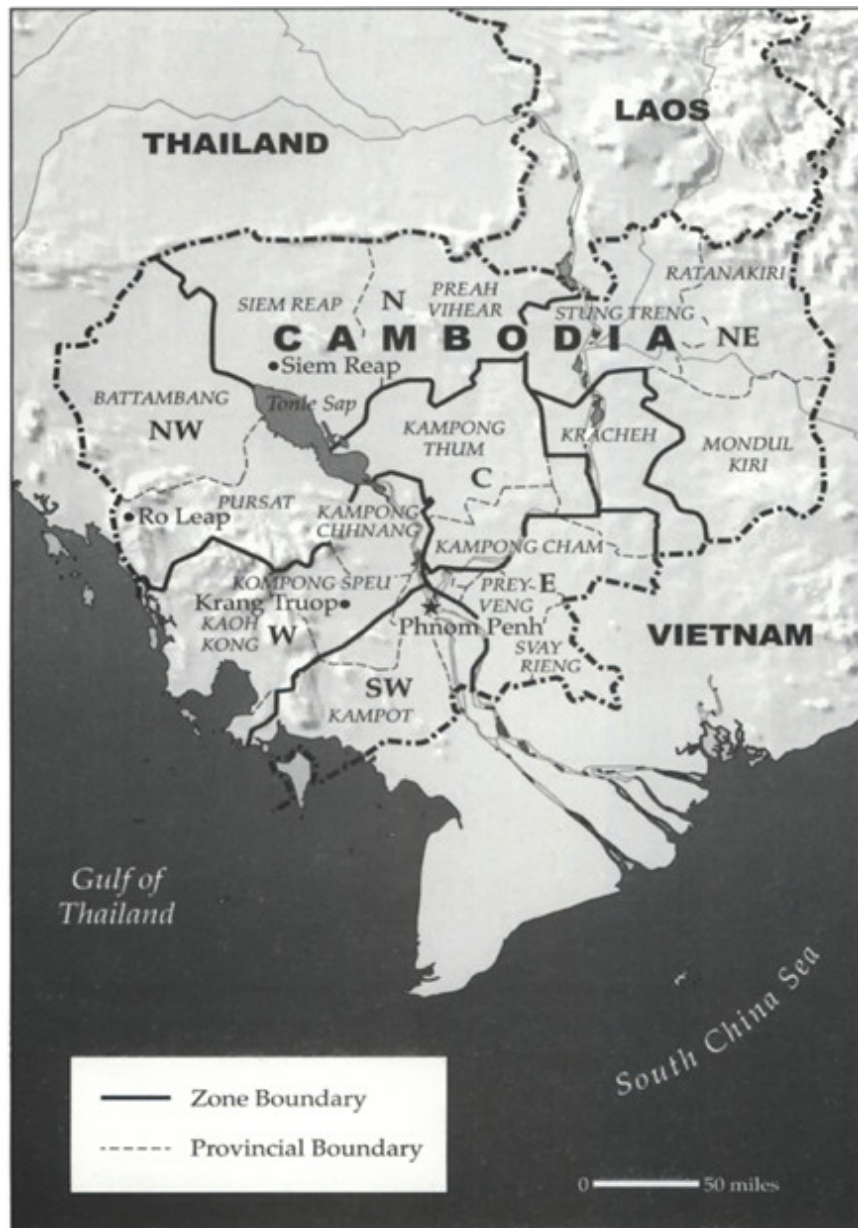 LAOS
THAILAND
RATANAKIRI
SIEM REAP
N
PREAH
VIHEAR
STUNG TRENG
CAMBODIA
NE
Siem Reap
BATTAMBANG
Tonle Sap
NW
KAMPONG
THUM
KRACHEH
MONDUL
KIRI
C
PURSAT
Ro Leap
KAMPONG
CHHNANG
KAMPONG CHAM
KOMPONG SPEU
PREY
VENG
E
Krang Truop
KAOH
KONG
W
Phnom Penh
VIETNAM
SVAY
RIENG
SW
KAMPOT
Gulf of
Thailand
South China Sea
Zone Boundary
Provincial Boundary
0 50 miles